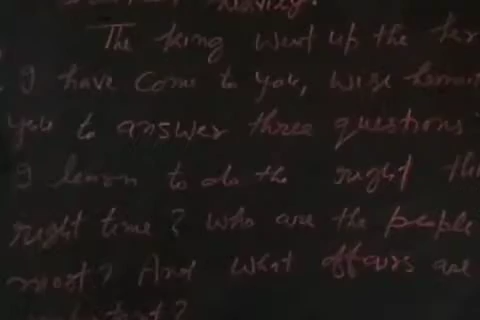 heavily.
The king went up the
I have come to you, wise
you to answer three questions
I learn to do the right
right time? Who are the people
most? And what affairs are